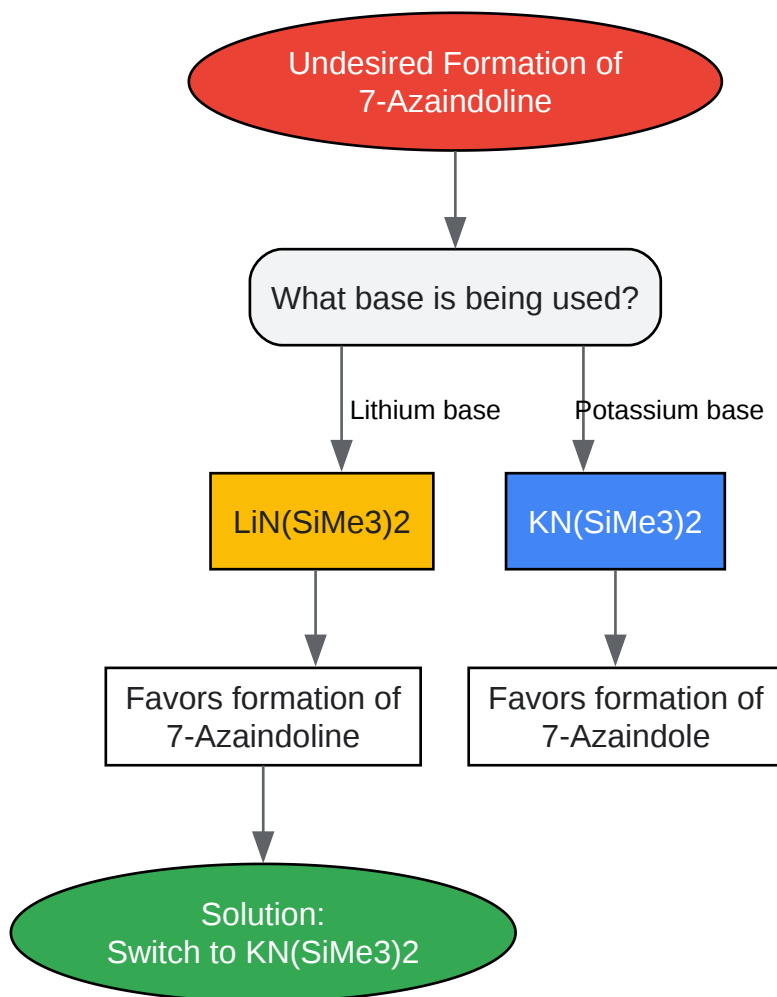 Undesired Formation of
7-Azaindoline
What base is being used?
Lithium base
Potassium base
LiN(SiMe3)2
KN(SiMe3)2
Favors formation of
7-Azaindoline
Favors formation of
7-Azaindole
Solution:
Switch to KN(SiMe3)2